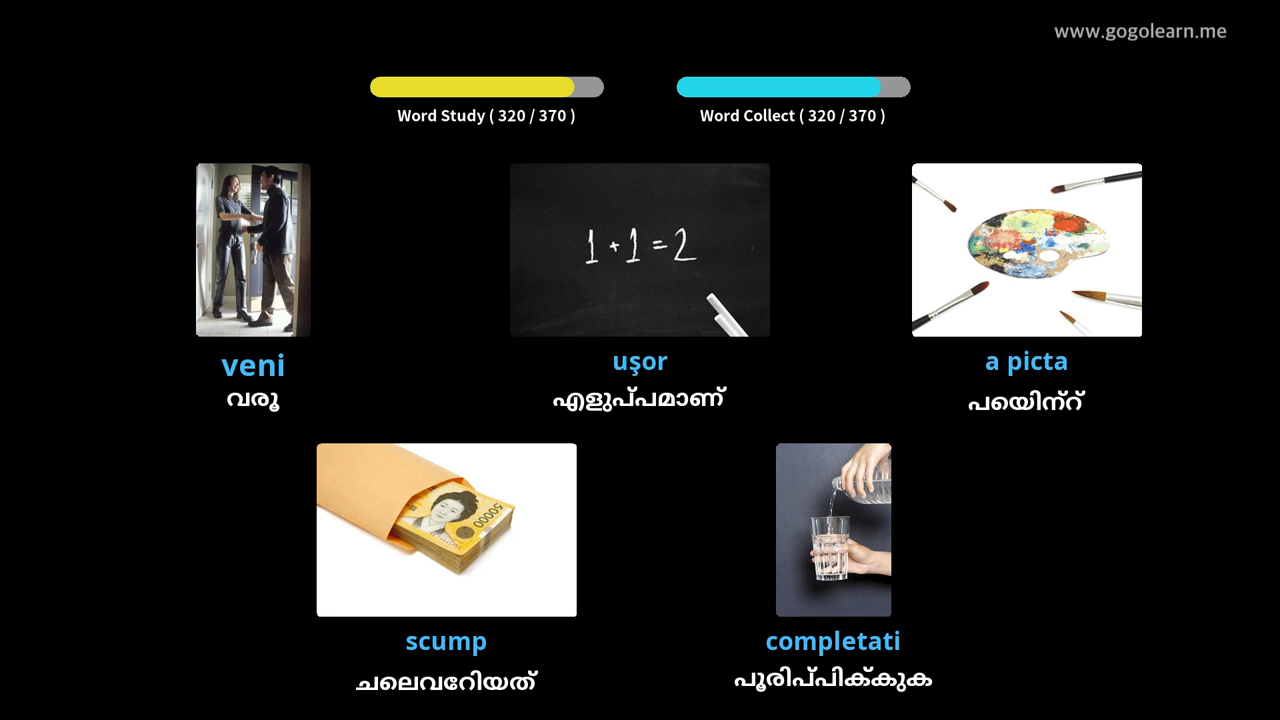 www.gogolearn.me
Word Study ( 320 / 370 )
Word Collect ( 320 / 370 )
1 + 1 = 2
veni
വരൂ
uşor
എളുപ്പമാണ്
a picta
പയിെന്റ്
50000
scump
ചലെവറേിയത്
completati
പൂരിപ്പിക്കുക